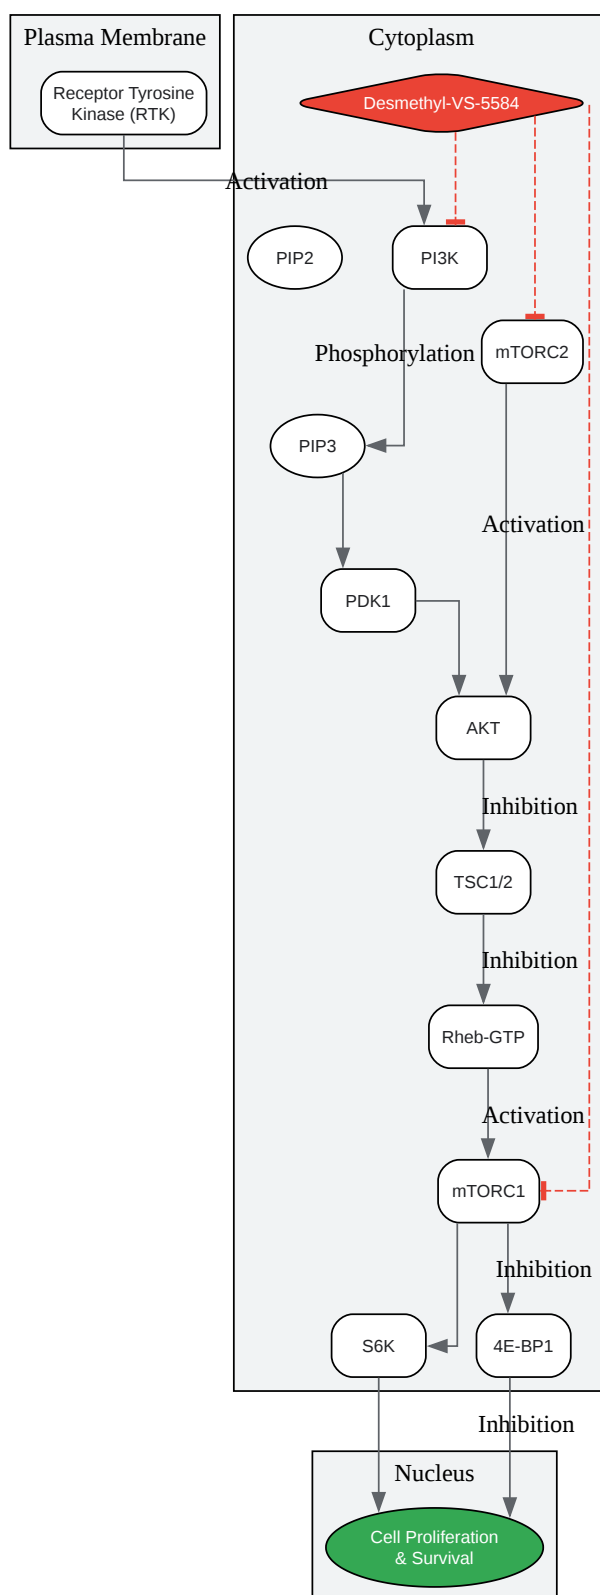 Plasma Membrane
Cytoplasm
Receptor Tyrosine
Kinase (RTK)
Desmethyl-VS-5584
Activation
PIP2
PI3K
Phosphorylation
mTORC2
PIP3
Activation
PDK1
AKT
Inhibition
TSC1/2
Inhibition
Rheb-GTP
Activation
mTORC1
Inhibition
S6K
4E-BP1
Inhibition
Nucleus
Cell Proliferation
& Survival